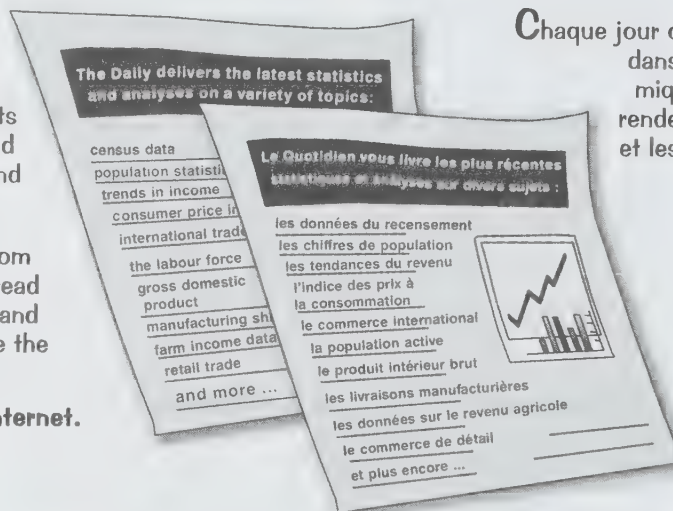 ts
d
nd
om
ead
and
e the
nternet.
The Daily delivers the latest statistics
and analyses on a variety of topics:
census data
population statisti
trends in income
consumer price in
international trade
the labour force
gross domestic
product
manufacturing sh
farm income data
retail trade
and more ...
Le Quotidien vous livre les plus récentes
statistiques et analyses sur divers sujets :
les données du recensement
les chiffres de population
les tendances du revenu
l'indice des prix à
la consommation
le commerce international
la population active
le produit intérieur brut
les livraisons manufacturières
les données sur le revenu agricole
le commerce de détail
et plus encore ...
Chaque jour
dans
miq
rende
et les